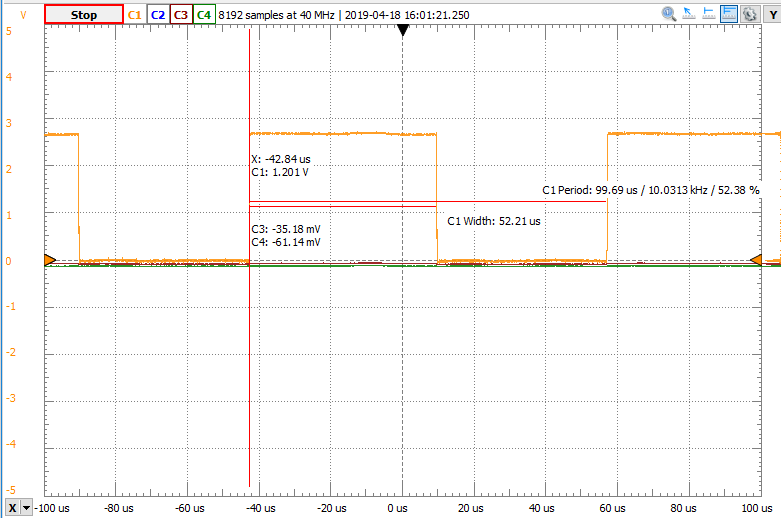 V Stop C1 C2 C3 C4 8192 samples at 40 MHz | 2019-04-18 16:01:21.250 Y
5
4
3
2
1
0
-1
-2
-3
-4
-5
X: -42.84 us
C1: 1.201 V
C1 Period: 99.69 us / 10.0313 kHz / 52.38 %
C1 Width: 52.21 us
C3: -35.18 mV
C4: -61.14 mV
X -100 us -80 us -60 us -40 us -20 us 0 us 20 us 40 us 60 us 80 us 100 us